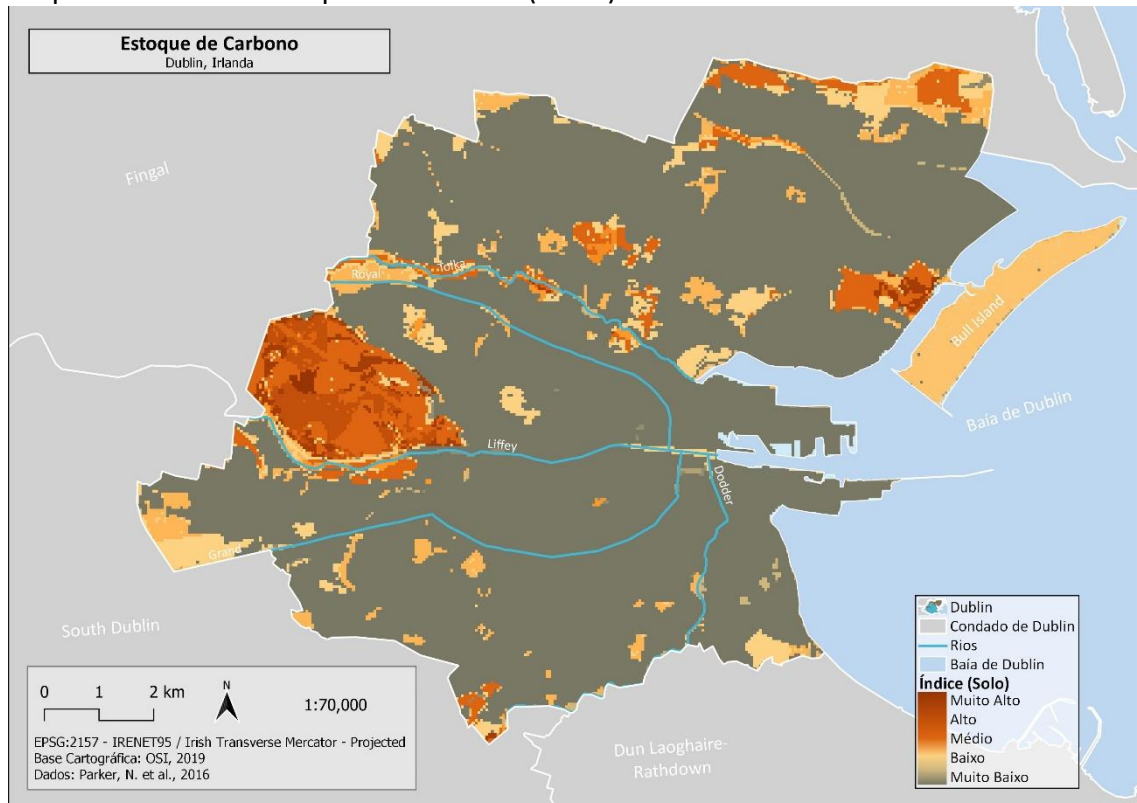 Estoque de Carbono
Dublin, Irlanda
Fingal
Royal
Tolka
Bull Island
Baía de Dublin
Liffey
Dodder
Grand
South Dublin
Dun Laoghaire-
Rathdown
0 1 2 km
N
1:70,000
EPSG:2157 - IRENET95 / Irish Transverse Mercator - Projected
Base Cartográfica: OSI, 2019
Dados: Parker, N. et al., 2016
Dublin
Condado de Dublin
Rios
Baía de Dublin
Índice (Solo)
Muito Alto
Alto
Médio
Baixo
Muito Baixo